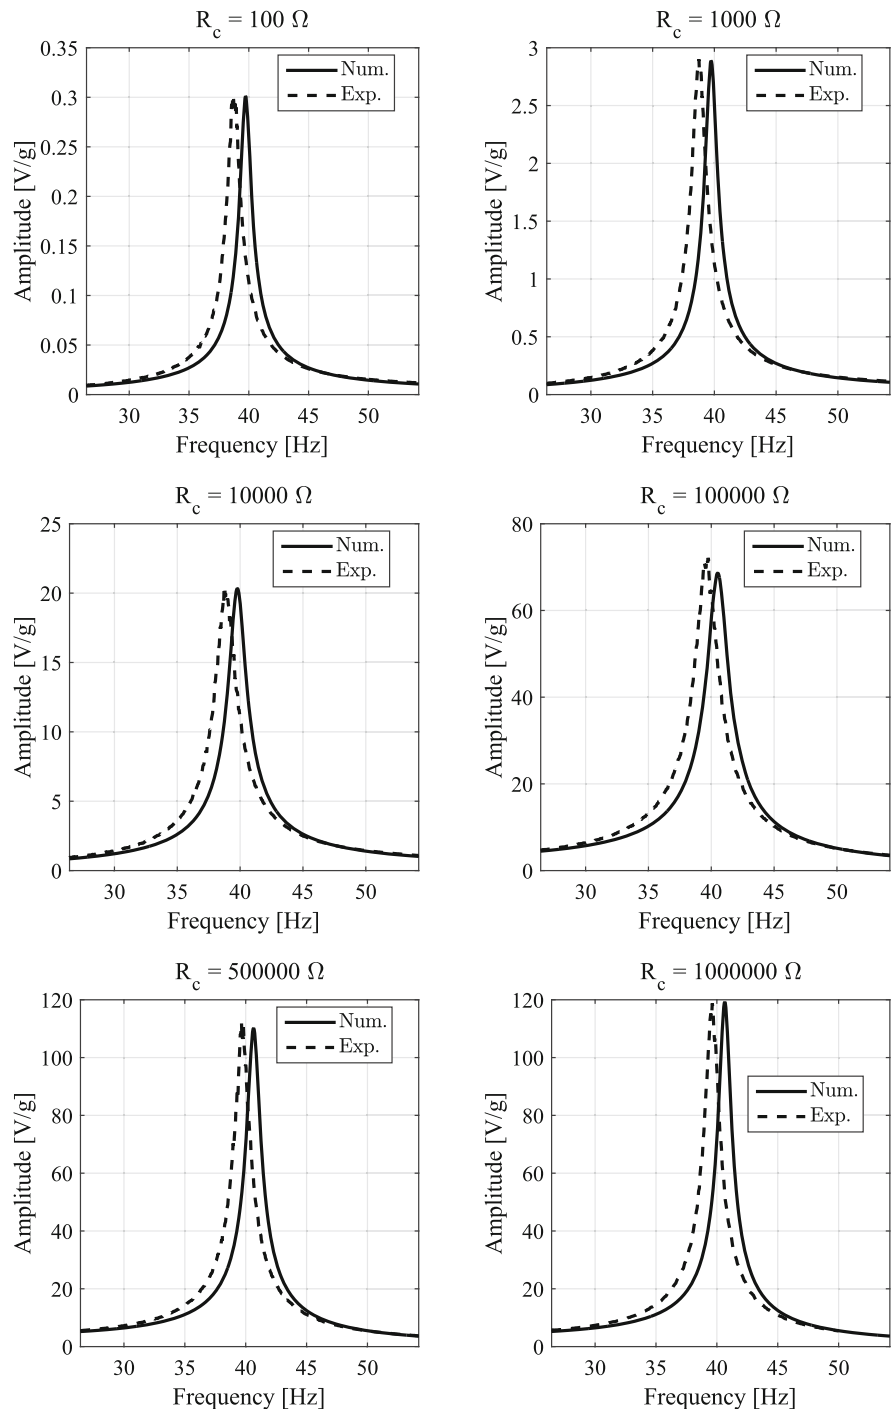 R_c = 100 Ω
0.35
0.3
0.25
0.2
0.15
0.1
0.05
0
Amplitude [V/g]
Num.
Exp.
30 35 40 45 50
Frequency [Hz]
R_c = 1000 Ω
3
2.5
2
1.5
1
0.5
0
Amplitude [V/g]
Num.
Exp.
30 35 40 45 50
Frequency [Hz]
R_c = 10000 Ω
25
20
15
10
5
0
Amplitude [V/g]
Num.
Exp.
30 35 40 45 50
Frequency [Hz]
R_c = 100000 Ω
80
60
40
20
0
Amplitude [V/g]
Num.
Exp.
30 35 40 45 50
Frequency [Hz]
R_c = 500000 Ω
120
100
80
60
40
20
0
Amplitude [V/g]
Num.
Exp.
30 35 40 45 50
Frequency [Hz]
R_c = 1000000 Ω
120
100
80
60
40
20
0
Amplitude [V/g]
Num.
Exp.
30 35 40 45 50
Frequency [Hz]